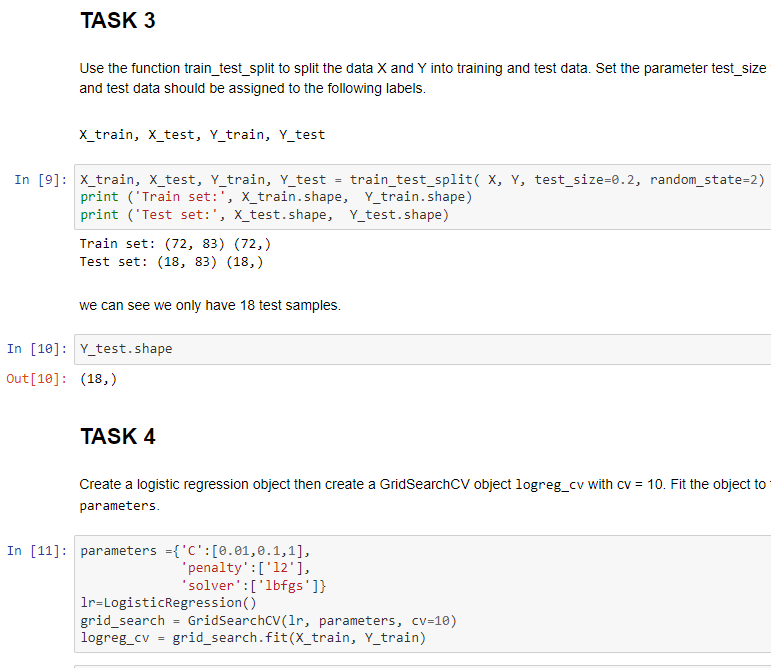 TASK 3
Use the function train_test_split to split the data X and Y into training and test data. Set the parameter test_size
and test data should be assigned to the following labels.
X_train, X_test, Y_train, Y_test
In [9]: X_train, X_test, Y_train, Y_test = train_test_split( X, Y, test_size=0.2, random_state=2)
print ('Train set:', X_train.shape,  Y_train.shape)
print ('Test set:', X_test.shape,  Y_test.shape)
Train set: (72, 83) (72,)
Test set: (18, 83) (18,)
we can see we only have 18 test samples.
In [10]: Y_test.shape
Out[10]: (18,)
TASK 4
Create a logistic regression object then create a GridSearchCV object logreg_cv with cv = 10. Fit the object to
parameters.
In [11]: parameters ={'C':[0.01,0.1,1],
'penalty':['l2'],
'solver':['lbfgs']}
lr=LogisticRegression()
grid_search = GridSearchCV(lr, parameters, cv=10)
logreg_cv = grid_search.fit(X_train, Y_train)